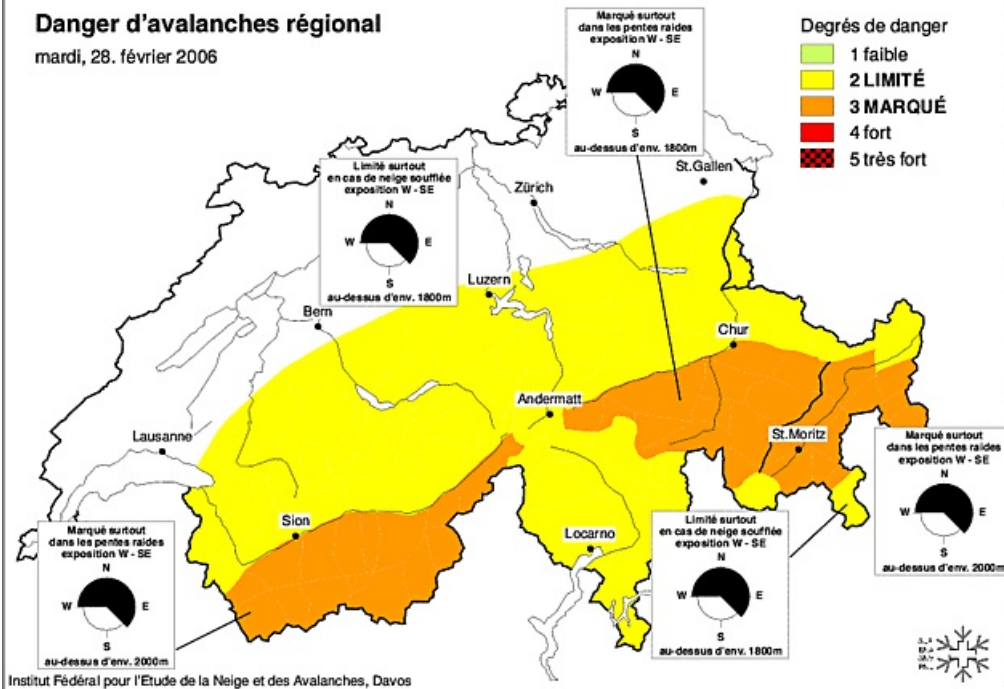 Danger d'avalanches régional
mardi, 28. février 2006
Marqué surtout
dans les pentes raides
exposition W - SE
N
W
E
S
au-dessus d'env. 1800m
Degrés de danger
1 faible
2 LIMITÉ
3 MARQUÉ
4 fort
5 très fort
Limité surtout
en cas de neige soufflée
exposition W - SE
N
W
E
S
au-dessus d'env. 1800m
St.Gallen
Zürich
Luzern
Bern
Chur
Andermatt
Lausanne
St.Moritz
Sion
Locarno
Marqué surtout
dans les pentes raides
exposition W - SE
N
W
E
S
au-dessus d'env. 2000m
Limité surtout
en cas de neige soufflée
exposition W - SE
N
W
E
S
au-dessus d'env. 1800m
Marqué surtout
dans les pentes raides
exposition W - SE
N
W
E
S
au-dessus d'env. 2000m
Institut Fédéral pour l'Etude de la Neige et des Avalanches, Davos